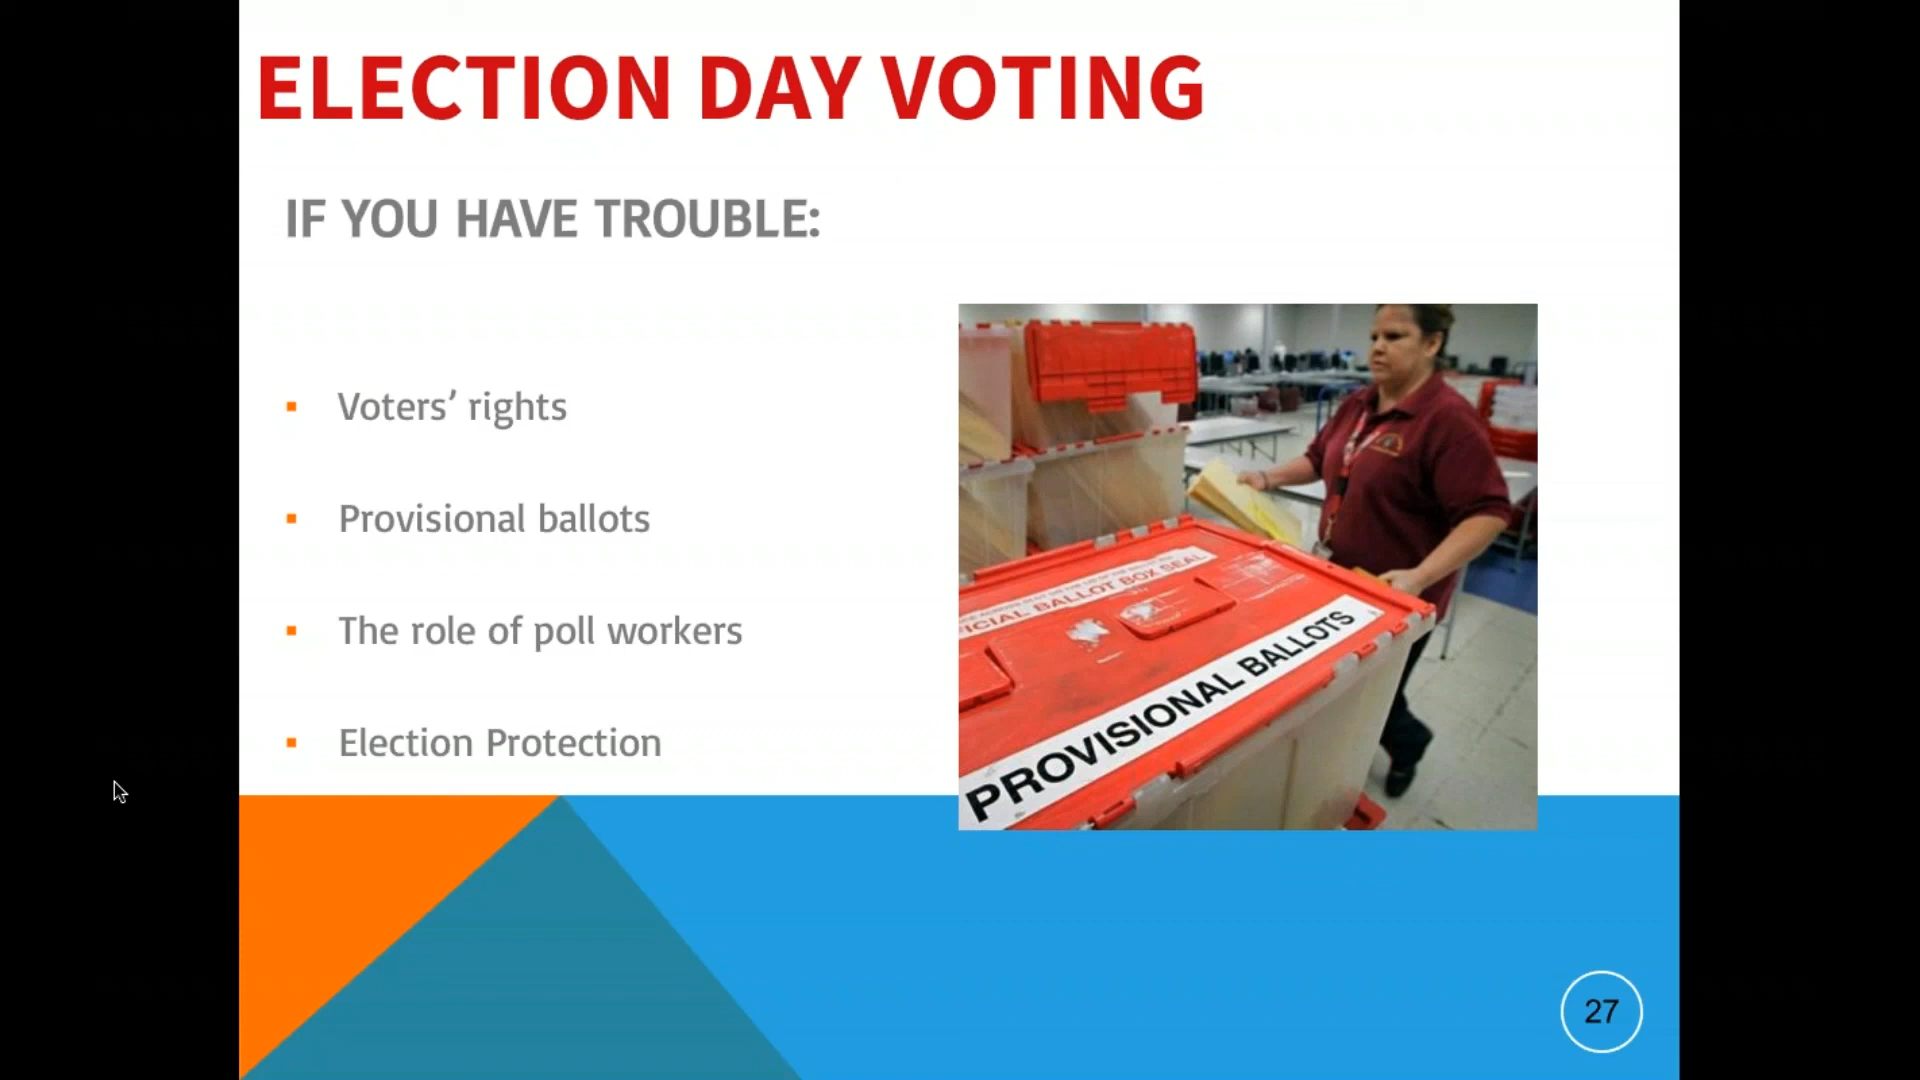 ELECTION DAY VOTING
IF YOU HAVE TROUBLE:
▪ Voters’ rights
▪ Provisional ballots
▪ The role of poll workers
▪ Election Protection
ICIAL BALLOT BOX SEAL
PROVISIONAL BALLOTS
27